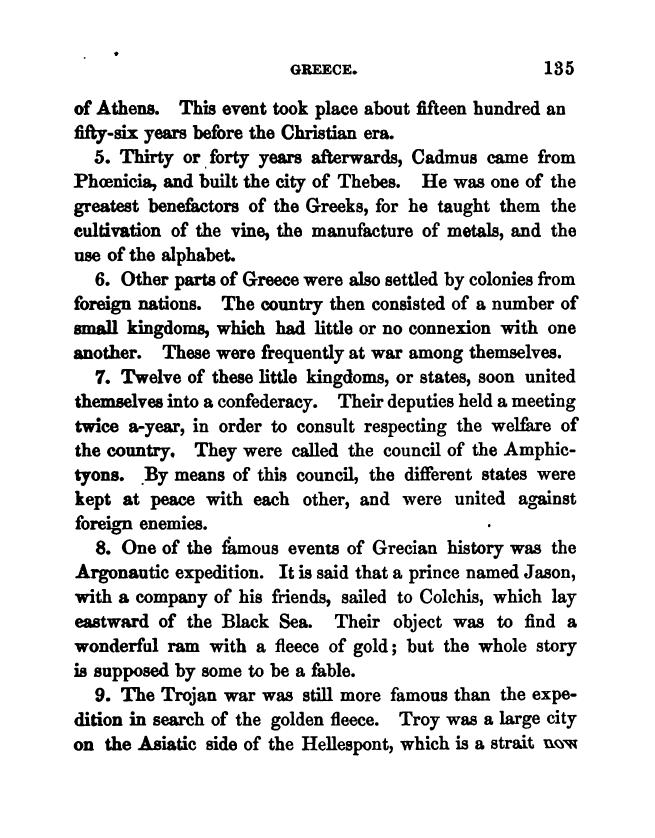 GREECE. 135
of Athens. This event took place about fifteen hundred an
fifty-six years before the Christian era.
5. Thirty or forty years afterwards, Cadmus came from
Phœnicia, and built the city of Thebes. He was one of the
greatest benefactors of the Greeks, for he taught them the
cultivation of the vine, the manufacture of metals, and the
use of the alphabet.
6. Other parts of Greece were also settled by colonies from
foreign nations. The country then consisted of a number of
small kingdoms, which had little or no connexion with one
another. These were frequently at war among themselves.
7. Twelve of these little kingdoms, or states, soon united
themselves into a confederacy. Their deputies held a meeting
twice a-year, in order to consult respecting the welfare of
the country. They were called the council of the Amphic-
tyons. By means of this council, the different states were
kept at peace with each other, and were united against
foreign enemies.
8. One of the famous events of Grecian history was the
Argonautic expedition. It is said that a prince named Jason,
with a company of his friends, sailed to Colchis, which lay
eastward of the Black Sea. Their object was to find a
wonderful ram with a fleece of gold; but the whole story
is supposed by some to be a fable.
9. The Trojan war was still more famous than the expe-
dition in search of the golden fleece. Troy was a large city
on the Asiatic side of the Hellespont, which is a strait now